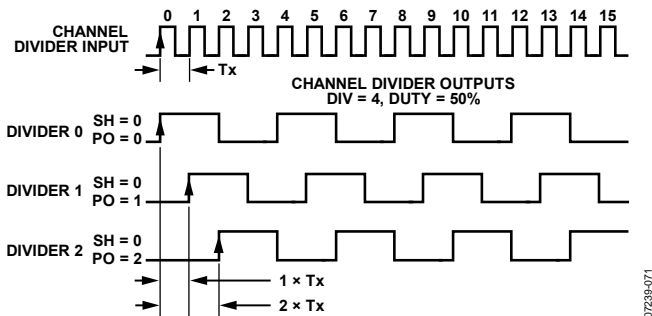 0 1 2 3 4 5 6 7 8 9 10 11 12 13 14 15
CHANNEL
DIVIDER INPUT
Tx
CHANNEL DIVIDER OUTPUTS
DIV = 4, DUTY = 50%
DIVIDER 0
SH = 0
PO = 0
DIVIDER 1
SH = 0
PO = 1
DIVIDER 2
SH = 0
PO = 2
1 × Tx
2 × Tx
07239-071